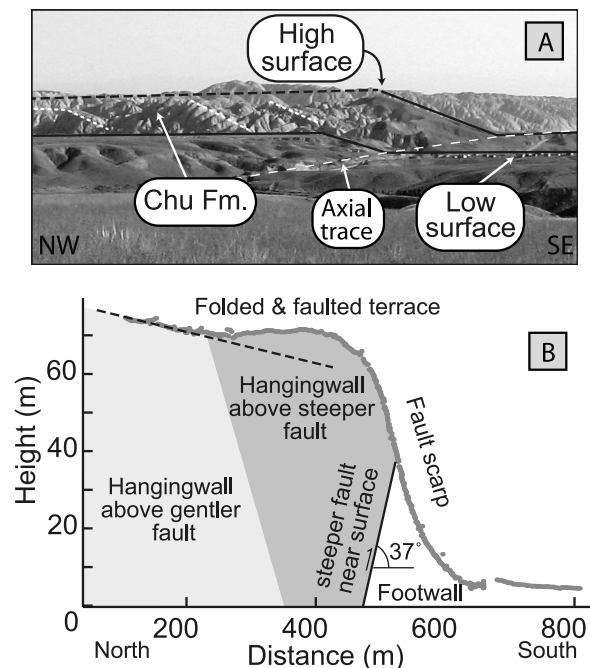 A
High
surface
Chu Fm.
Axial
trace
Low
surface
NW
SE
B
Folded & faulted terrace
Hangingwall
above steeper
fault
Hangingwall
above gentler
fault
steeper fault
near surface
Fault scarp
37°
Footwall
Height (m)
60
40
20
0
200
400
600
800
North
Distance (m)
South